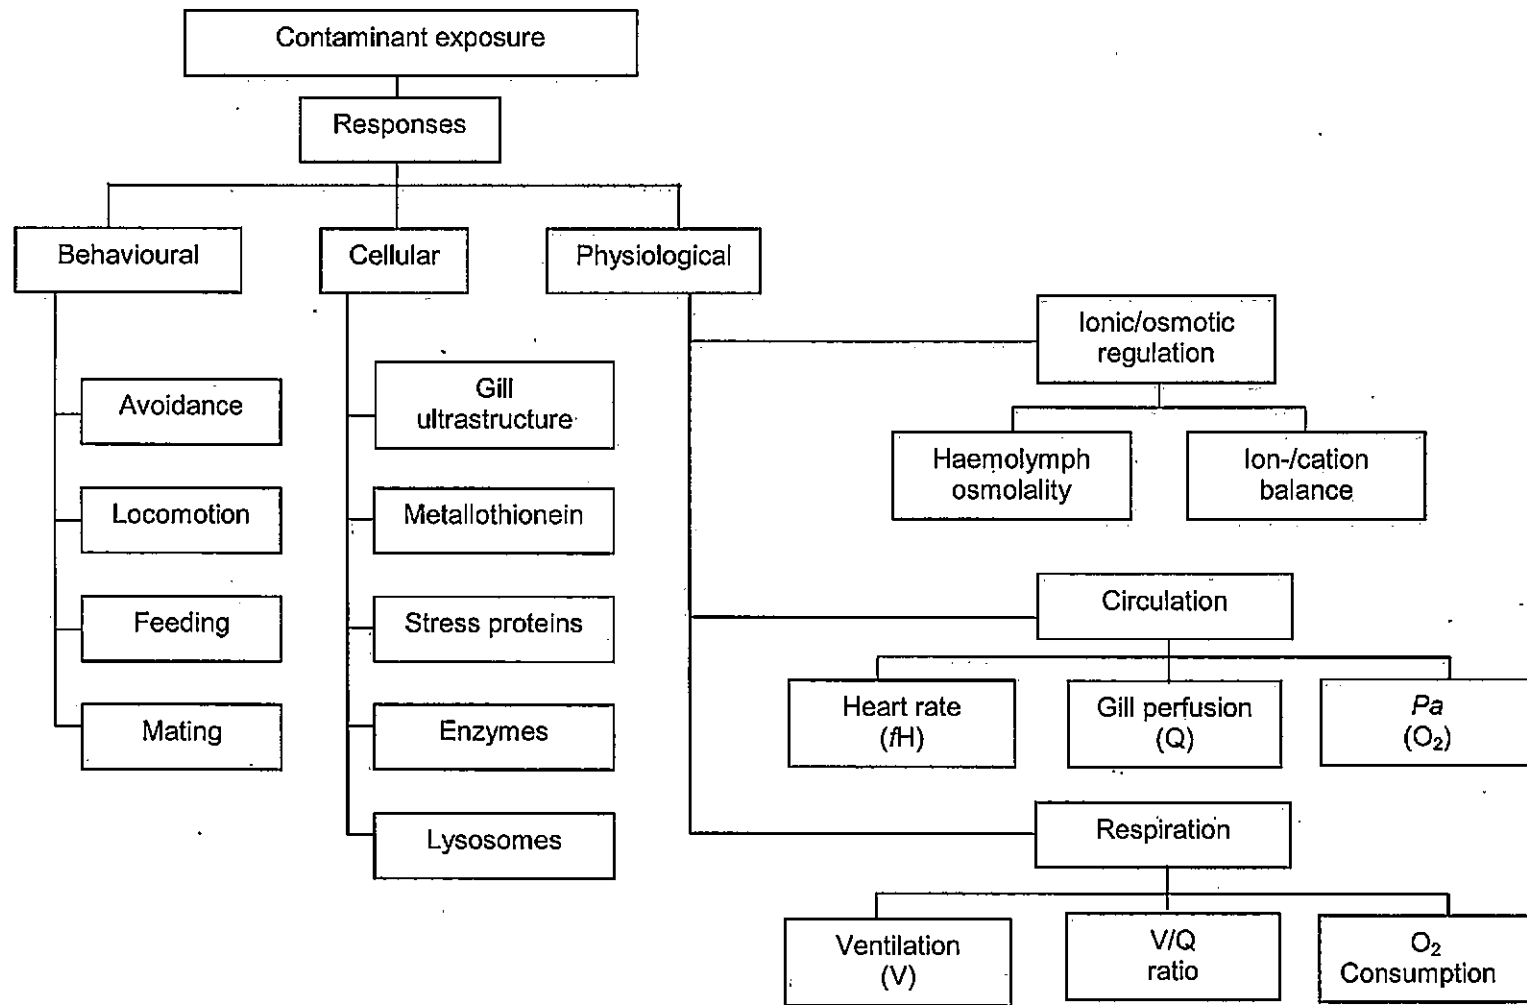 Contaminant exposure
Responses
Behavioural
Cellular
Physiological
Avoidance
Locomotion
Feeding
Mating
Gill
ultrastructure
Metallothionein
Stress proteins
Enzymes
Lysosomes
Ionic/osmotic
regulation
Haemolymph
osmolality
Ion-/cation
balance
Circulation
Heart rate
(fH)
Gill perfusion
(Q)
Pa
(O₂)
Respiration
Ventilation
(V)
V/Q
ratio
O₂
Consumption